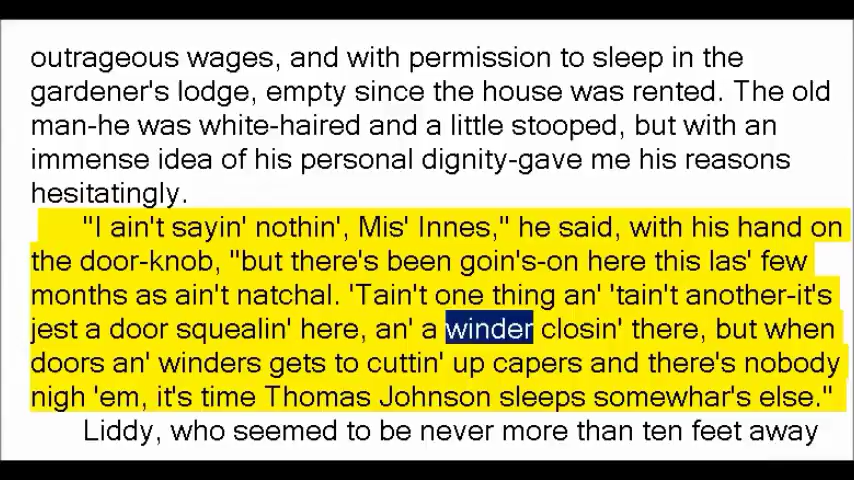 outrageous wages, and with permission to sleep in the
gardener's lodge, empty since the house was rented. The old
man-he was white-haired and a little stooped, but with an
immense idea of his personal dignity-gave me his reasons
hesitatingly.
"I ain't sayin' nothin', Mis' Innes," he said, with his hand on
the door-knob, "but there's been goin's-on here this las' few
months as ain't natchal. 'Tain't one thing an' 'tain't another-it's
jest a door squealin' here, an' a winder closin' there, but when
doors an' winders gets to cuttin' up capers and there's nobody
nigh 'em, it's time Thomas Johnson sleeps somewhar's else."
Liddy, who seemed to be never more than ten feet away